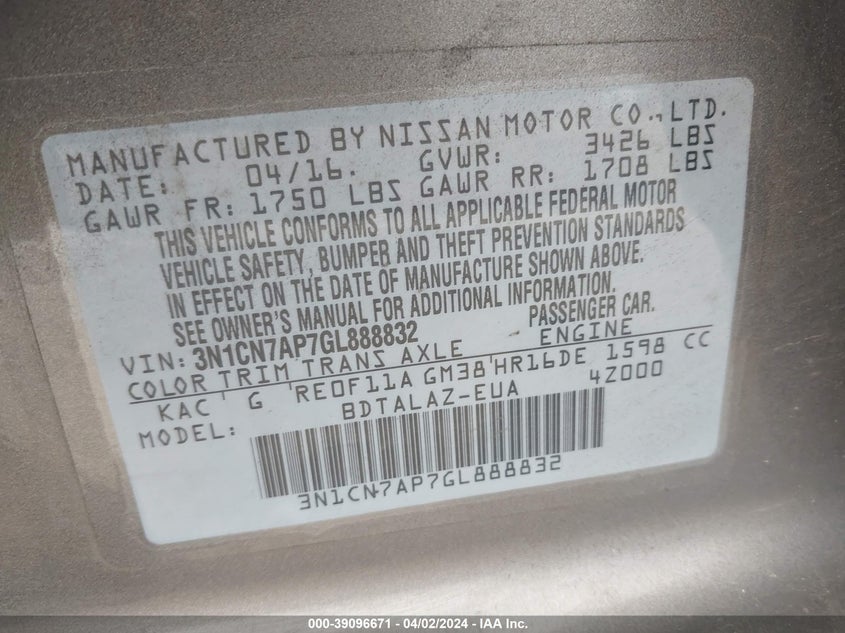 MANUFACTURED BY NISSAN MOTOR CO.,LTD.
DATE: 04/16. GVWR: 3426 LBS
GAWR FR: 1750 LBS GAWR RR: 1708 LBS
THIS VEHICLE CONFORMS TO ALL APPLICABLE FEDERAL MOTOR
VEHICLE SAFETY, BUMPER AND THEFT PREVENTION STANDARDS
IN EFFECT ON THE DATE OF MANUFACTURE SHOWN ABOVE.
SEE OWNER'S MANUAL FOR ADDITIONAL INFORMATION.
VIN: 3N1CN7AP7GL888832 PASSENGER CAR.
COLOR TRIM TRANS AXLE ENGINE
KAC G RE0F11A GM38 HR16DE 1598 CC
MODEL: BDTALAZ-EUA 4Z000
3N1CN7AP7GL888832
000-39096671 - 04/02/2024 - IAA Inc.